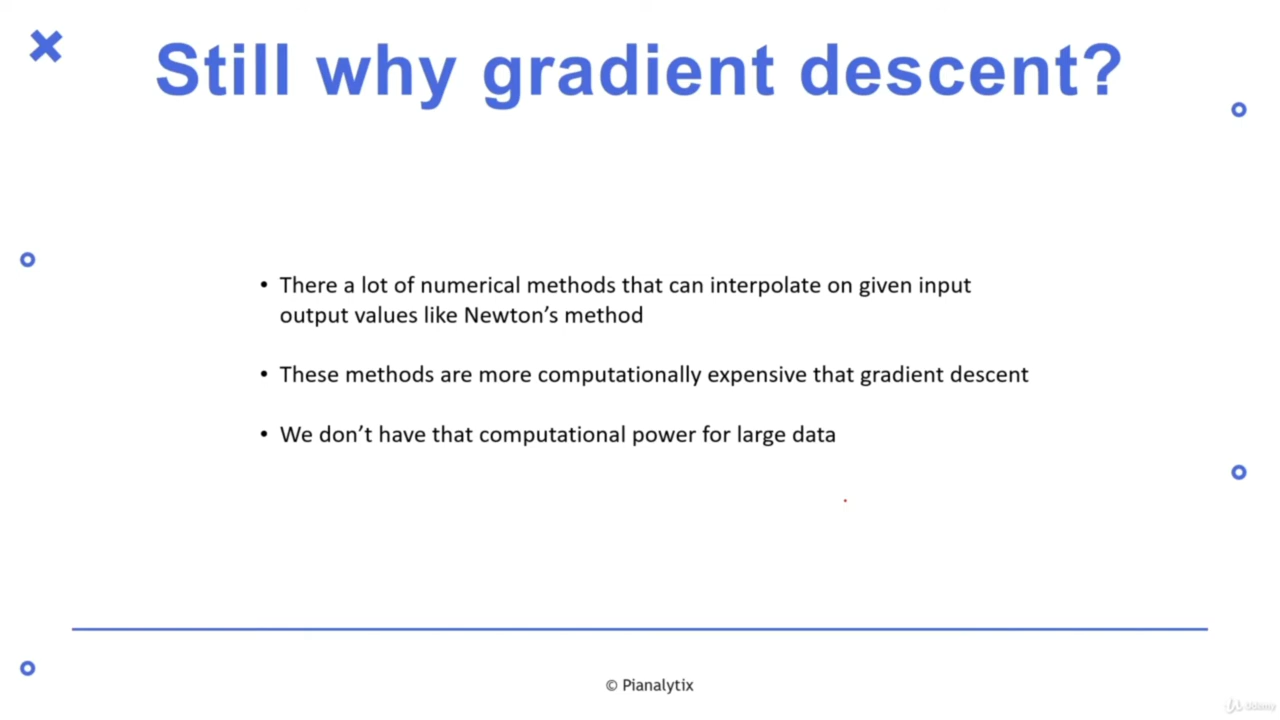 Still why gradient descent?
• There a lot of numerical methods that can interpolate on given input
output values like Newton's method
• These methods are more computationally expensive that gradient descent
• We don't have that computational power for large data
© Pianalytix
Udemy